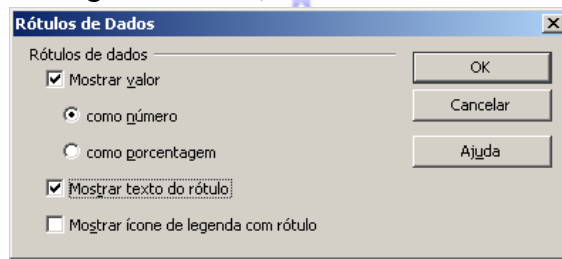 Rótulos de Dados
Rótulos de dados
Mostrar valor
como número
como porcentagem
Mostrar texto do rótulo
Mostrar ícone de legenda com rótulo
OK
Cancelar
Ajuda